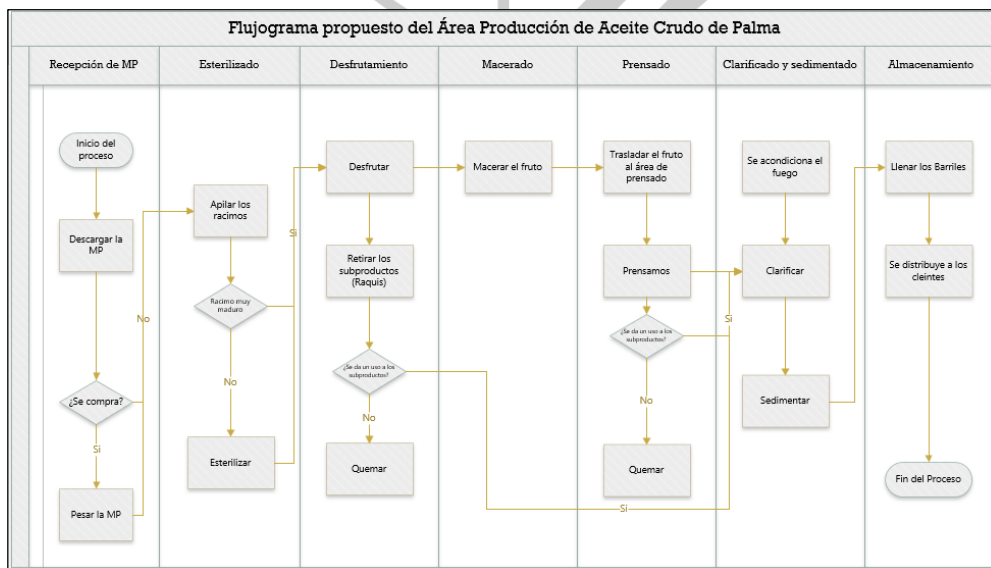 Flujograma propuesto del Área Producción de Aceite Crudo de Palma
Recepción de MP
Esterilizado
Desfrutamiento
Macerado
Prensado
Clarificado y sedimentado
Almacenamiento
Inicio del
proceso
Descargar la
MP
¿Se compra?
No
Si
Pesar la MP
Apilar los
racimos
Racimo muy
maduro
Si
No
Esterilizar
Desfrutar
Retirar los
subproductos
(Raquis)
¿Se da un uso a los
subproductos?
No
Quemar
Si
Macerar el fruto
Trasladar el fruto
al área de
prensado
Prensamos
¿Se da un uso a los
subproductos?
Si
No
Quemar
Se acondiciona el
fuego
Clarificar
Sedimentar
Llenar los Barriles
Se distribuye a los
cleintes
Fin del Proceso